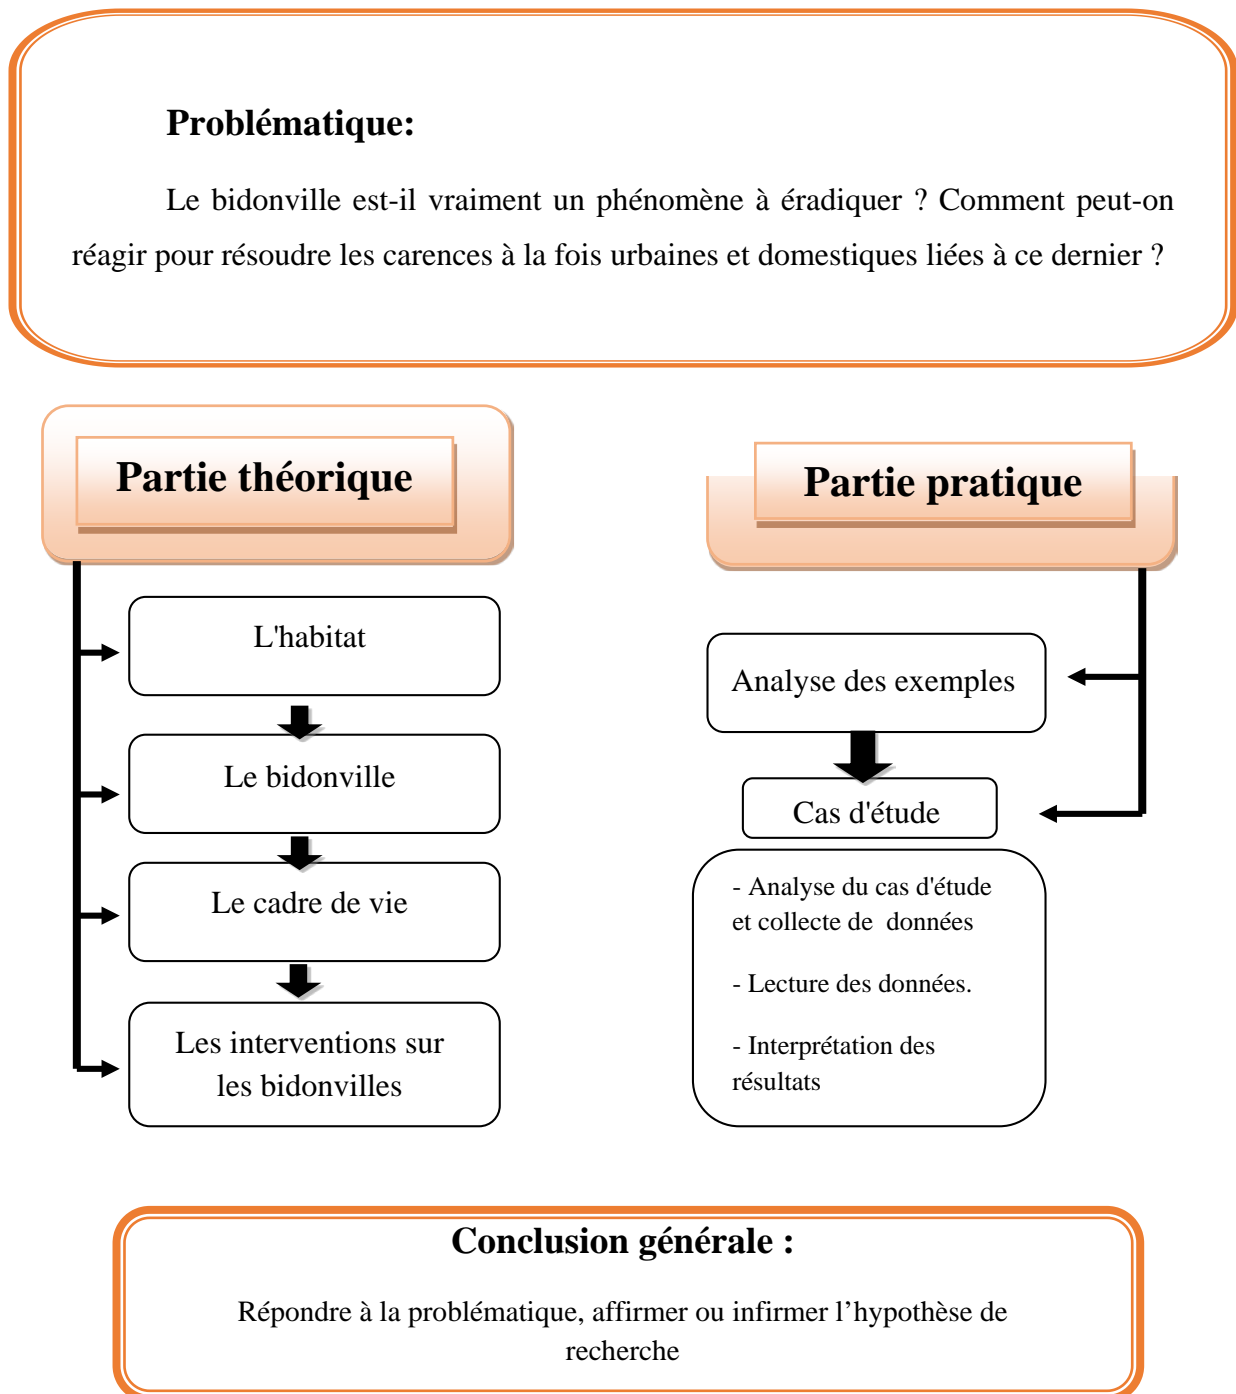 Problématique:
Le bidonville est-il vraiment un phénomène à éradiquer ? Comment peut-on
réagir pour résoudre les carences à la fois urbaines et domestiques liées à ce dernier ?
Partie théorique
L'habitat
Le bidonville
Le cadre de vie
Les interventions sur
les bidonvilles
Partie pratique
Analyse des exemples
Cas d'étude
- Analyse du cas d'étude
et collecte de données
- Lecture des données.
- Interprétation des
résultats
Conclusion générale :
Répondre à la problématique, affirmer ou infirmer l’hypothèse de
recherche